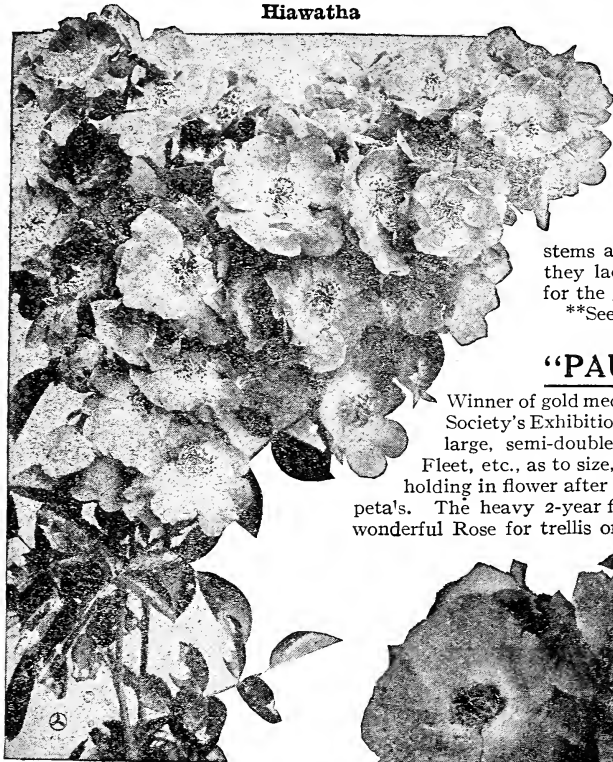 Hiawatha
stems a
they lac
for the
**See
"PAU
Winner of gold med
Society's Exhibitio
large, semi-double
Fleet, etc., as to size,
holding in flower after
peta's. The heavy 2-year f
wonderful Rose for trellis or